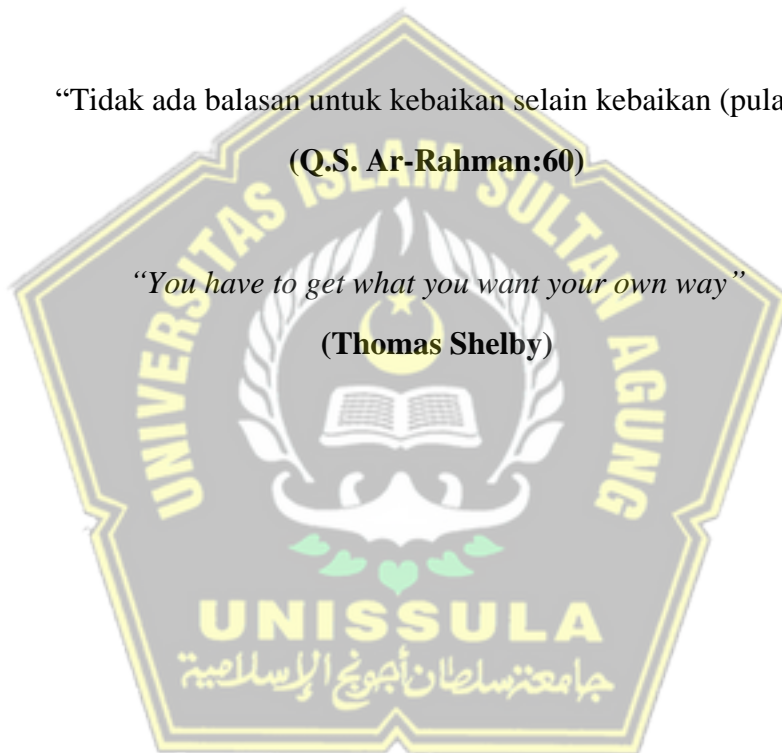 “Tidak ada balasan untuk kebaikan selain kebaikan (pula
(Q.S. Ar-Rahman:60)
“You have to get what you want your own way”
(Thomas Shelby)
UNIVERSITAS ISLAM SULTAN AGUNG
UNISSULA
جامعة سلطان أجونج الإسلامية